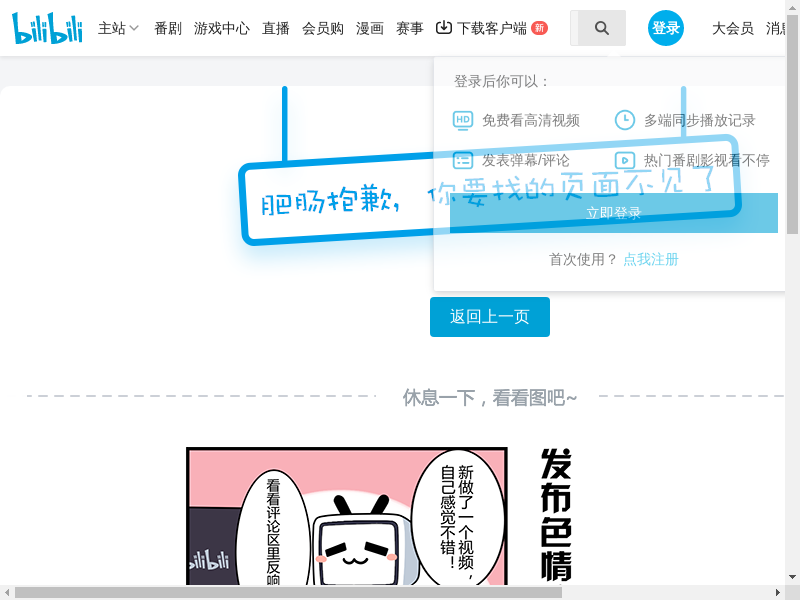 bilibili
主站 番剧 游戏中心 直播 会员购 漫画 赛事 下载客户端 新 登录 大会员
登录后你可以：
HD 免费看高清视频 多端同步播放记录
发表弹幕/评论 热门番剧影视看不停
肥肠抱歉，你要找的页面不见了
立即登录
首次使用？ 点我注册
返回上一页
休息一下，看看图吧~
新做了一个视频，
自己感觉不错！
看看评论区里反响
bilibili
发布色情